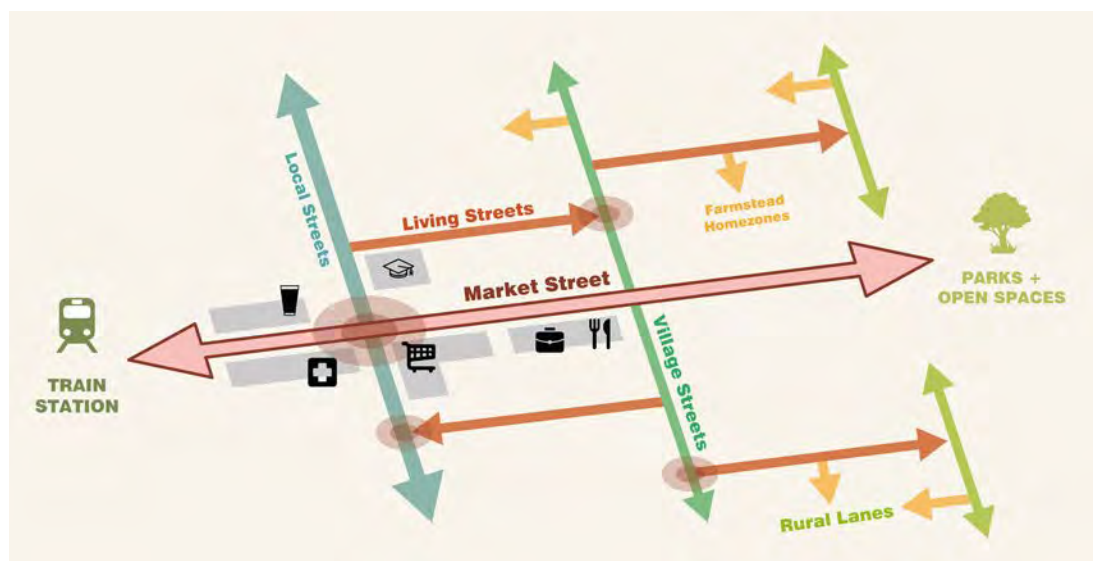 Local Streets
Living Streets
Farmstead
Homezones
Market Street
PARKS +
OPEN SPACES
TRAIN
STATION
Village Streets
Rural Lanes